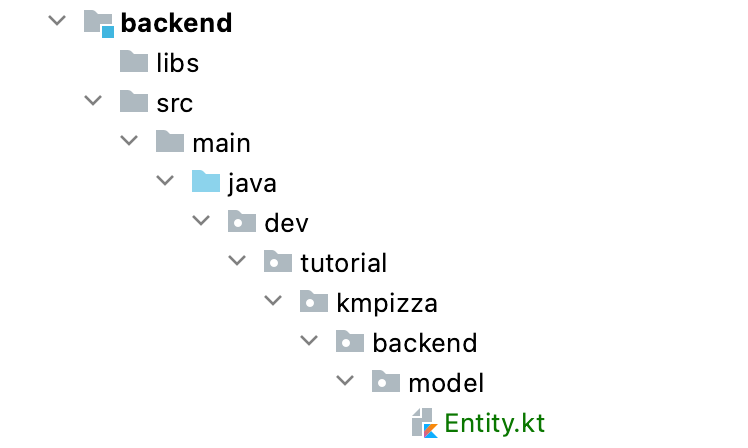 backend
libs
src
main
java
dev
tutorial
kmpizza
backend
model
Entity.kt